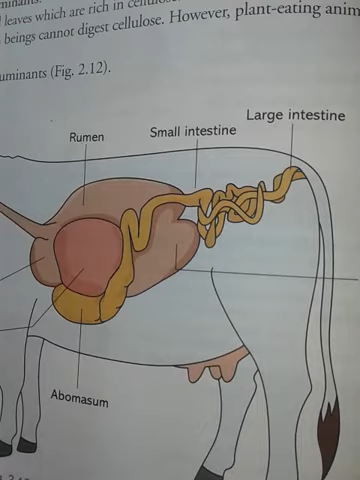 leaves which are rich in
beings cannot digest cellulose. However, plant-eating anim
uminants (Fig. 2.12).
Large intestine
Small intestine
Rumen
Abomasum